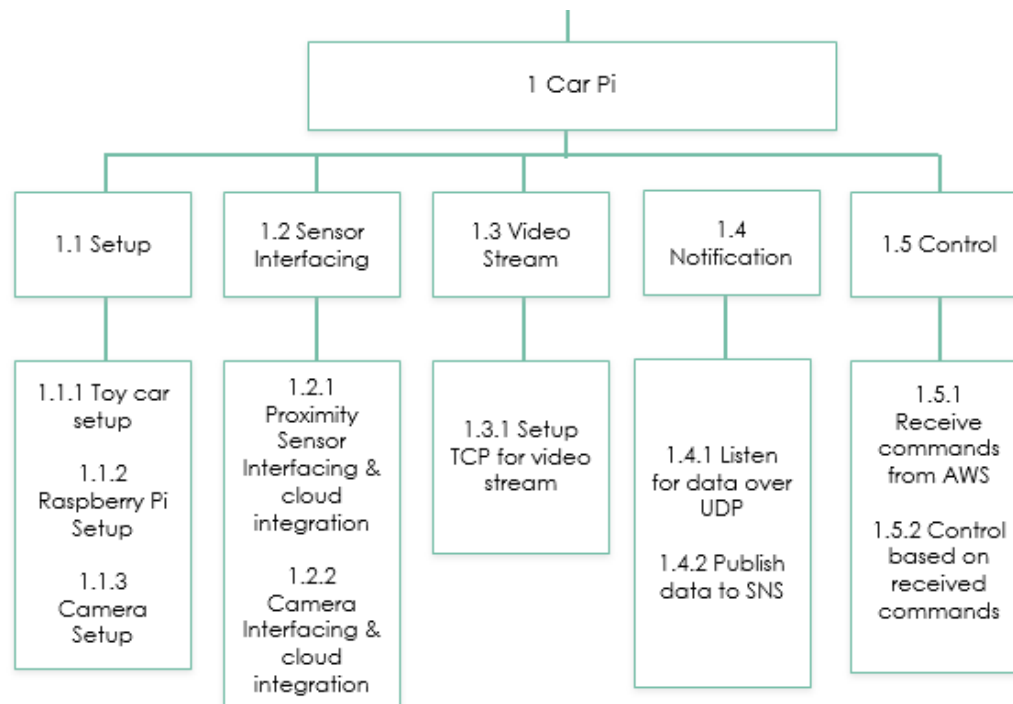 1 Car Pi
1.1 Setup
1.2 Sensor
Interfacing
1.3 Video
Stream
1.4
Notification
1.5 Control
1.1.1 Toy car
setup
1.1.2
Raspberry Pi
Setup
1.1.3
Camera
Setup
1.2.1
Proximity
Sensor
Interfacing &
cloud
integration
1.2.2
Camera
Interfacing &
cloud
integration
1.3.1 Setup
TCP for video
stream
1.4.1 Listen
for data over
UDP
1.4.2 Publish
data to SNS
1.5.1
Receive
commands
from AWS
1.5.2 Control
based on
received
commands